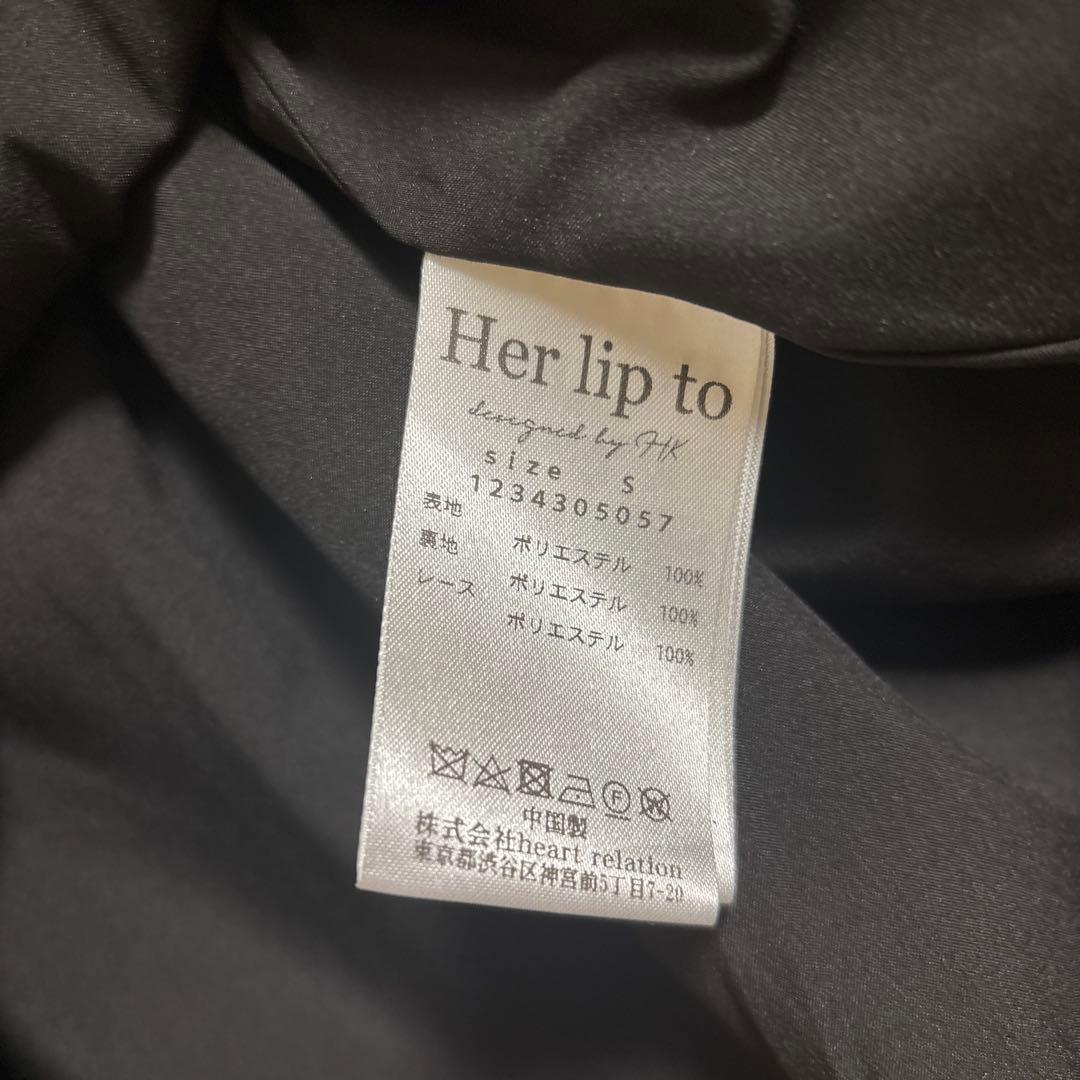 Her lip to
designed by HK
size S
1234305057
表地 ポリエステル 100%
裏地 ポリエステル 100%
レース ポリエステル 100%
F W
中国製
株式会社heart relation
東京都渋谷区神宮前5丁目7-20